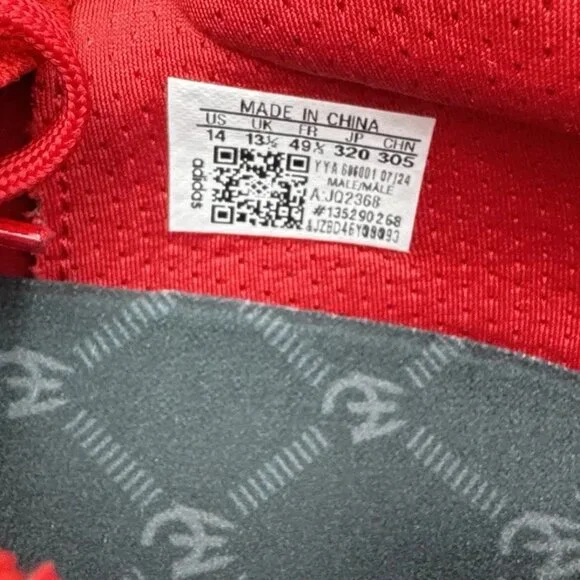 MADE IN CHINA
US UK FR JP CHN
14 13½ 49⅓ 320 305
adidas
YYA 606001 07/24
MALE/MALE
A:JQ2368
#135290268